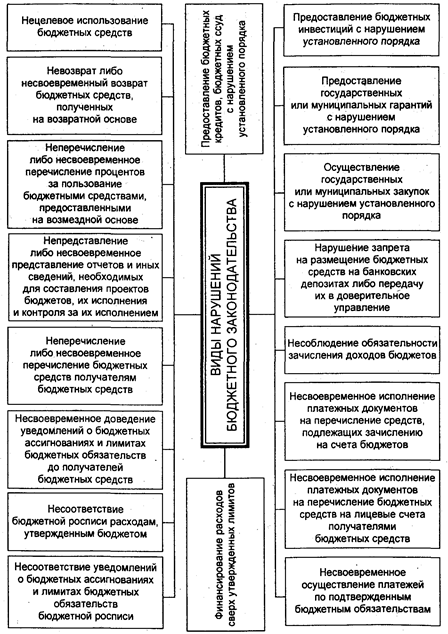 Нецелевое использование
бюджетных средств
Невозврат либо
несвоевременный возврат
бюджетных средств,
полученных
на возвратной основе
Неперечисление
либо несвоевременное
перечисление процентов
за пользование
бюджетными средствами,
предоставленными
на возмездной основе
Непредставление
либо несвоевременное
представление отчетов и иных
сведений, необходимых
для составления проектов
бюджетов, их исполнения
и контроля за их исполнением
Неперечисление
либо несвоевременное
перечисление бюджетных
средств получателям
бюджетных средств
Несвоевременное доведение
уведомлений о бюджетных
ассигнованиях и лимитах
бюджетных обязательств
до получателей
бюджетных средств
Несоответствие
бюджетной росписи расходам,
утвержденным бюджетом
Несоответствие уведомлений
о бюджетных ассигнованиях
и лимитах бюджетных
обязательств
бюджетной росписи
Предоставление бюджетных
кредитов, бюджетных ссуд
с нарушением
установленного порядка
ВИДЫ НАРУШЕНИЙ
БЮДЖЕТНОГО ЗАКОНОДАТЕЛЬСТВА
Финансирование расходов
сверх утвержденных лимитов
Предоставление бюджетных
инвестиций с нарушением
установленного порядка
Предоставление
государственных
или муниципальных гарантий
с нарушением
установленного порядка
Осуществление
государственных
или муниципальных закупок
с нарушением установленного
порядка
Нарушение запрета
на размещение бюджетных
средств на банковских
депозитах либо передачу
их в доверительное
управление
Несоблюдение обязательности
зачисления доходов бюджетов
Несвоевременное исполнение
платежных документов
на перечисление средств,
подлежащих зачислению
на счета бюджетов
Несвоевременное исполнение
платежных документов
на перечисление бюджетных
средств на лицевые счета
получателями
бюджетных средств
Несвоевременное
осуществление платежей
по подтвержденным
бюджетным обязательствам